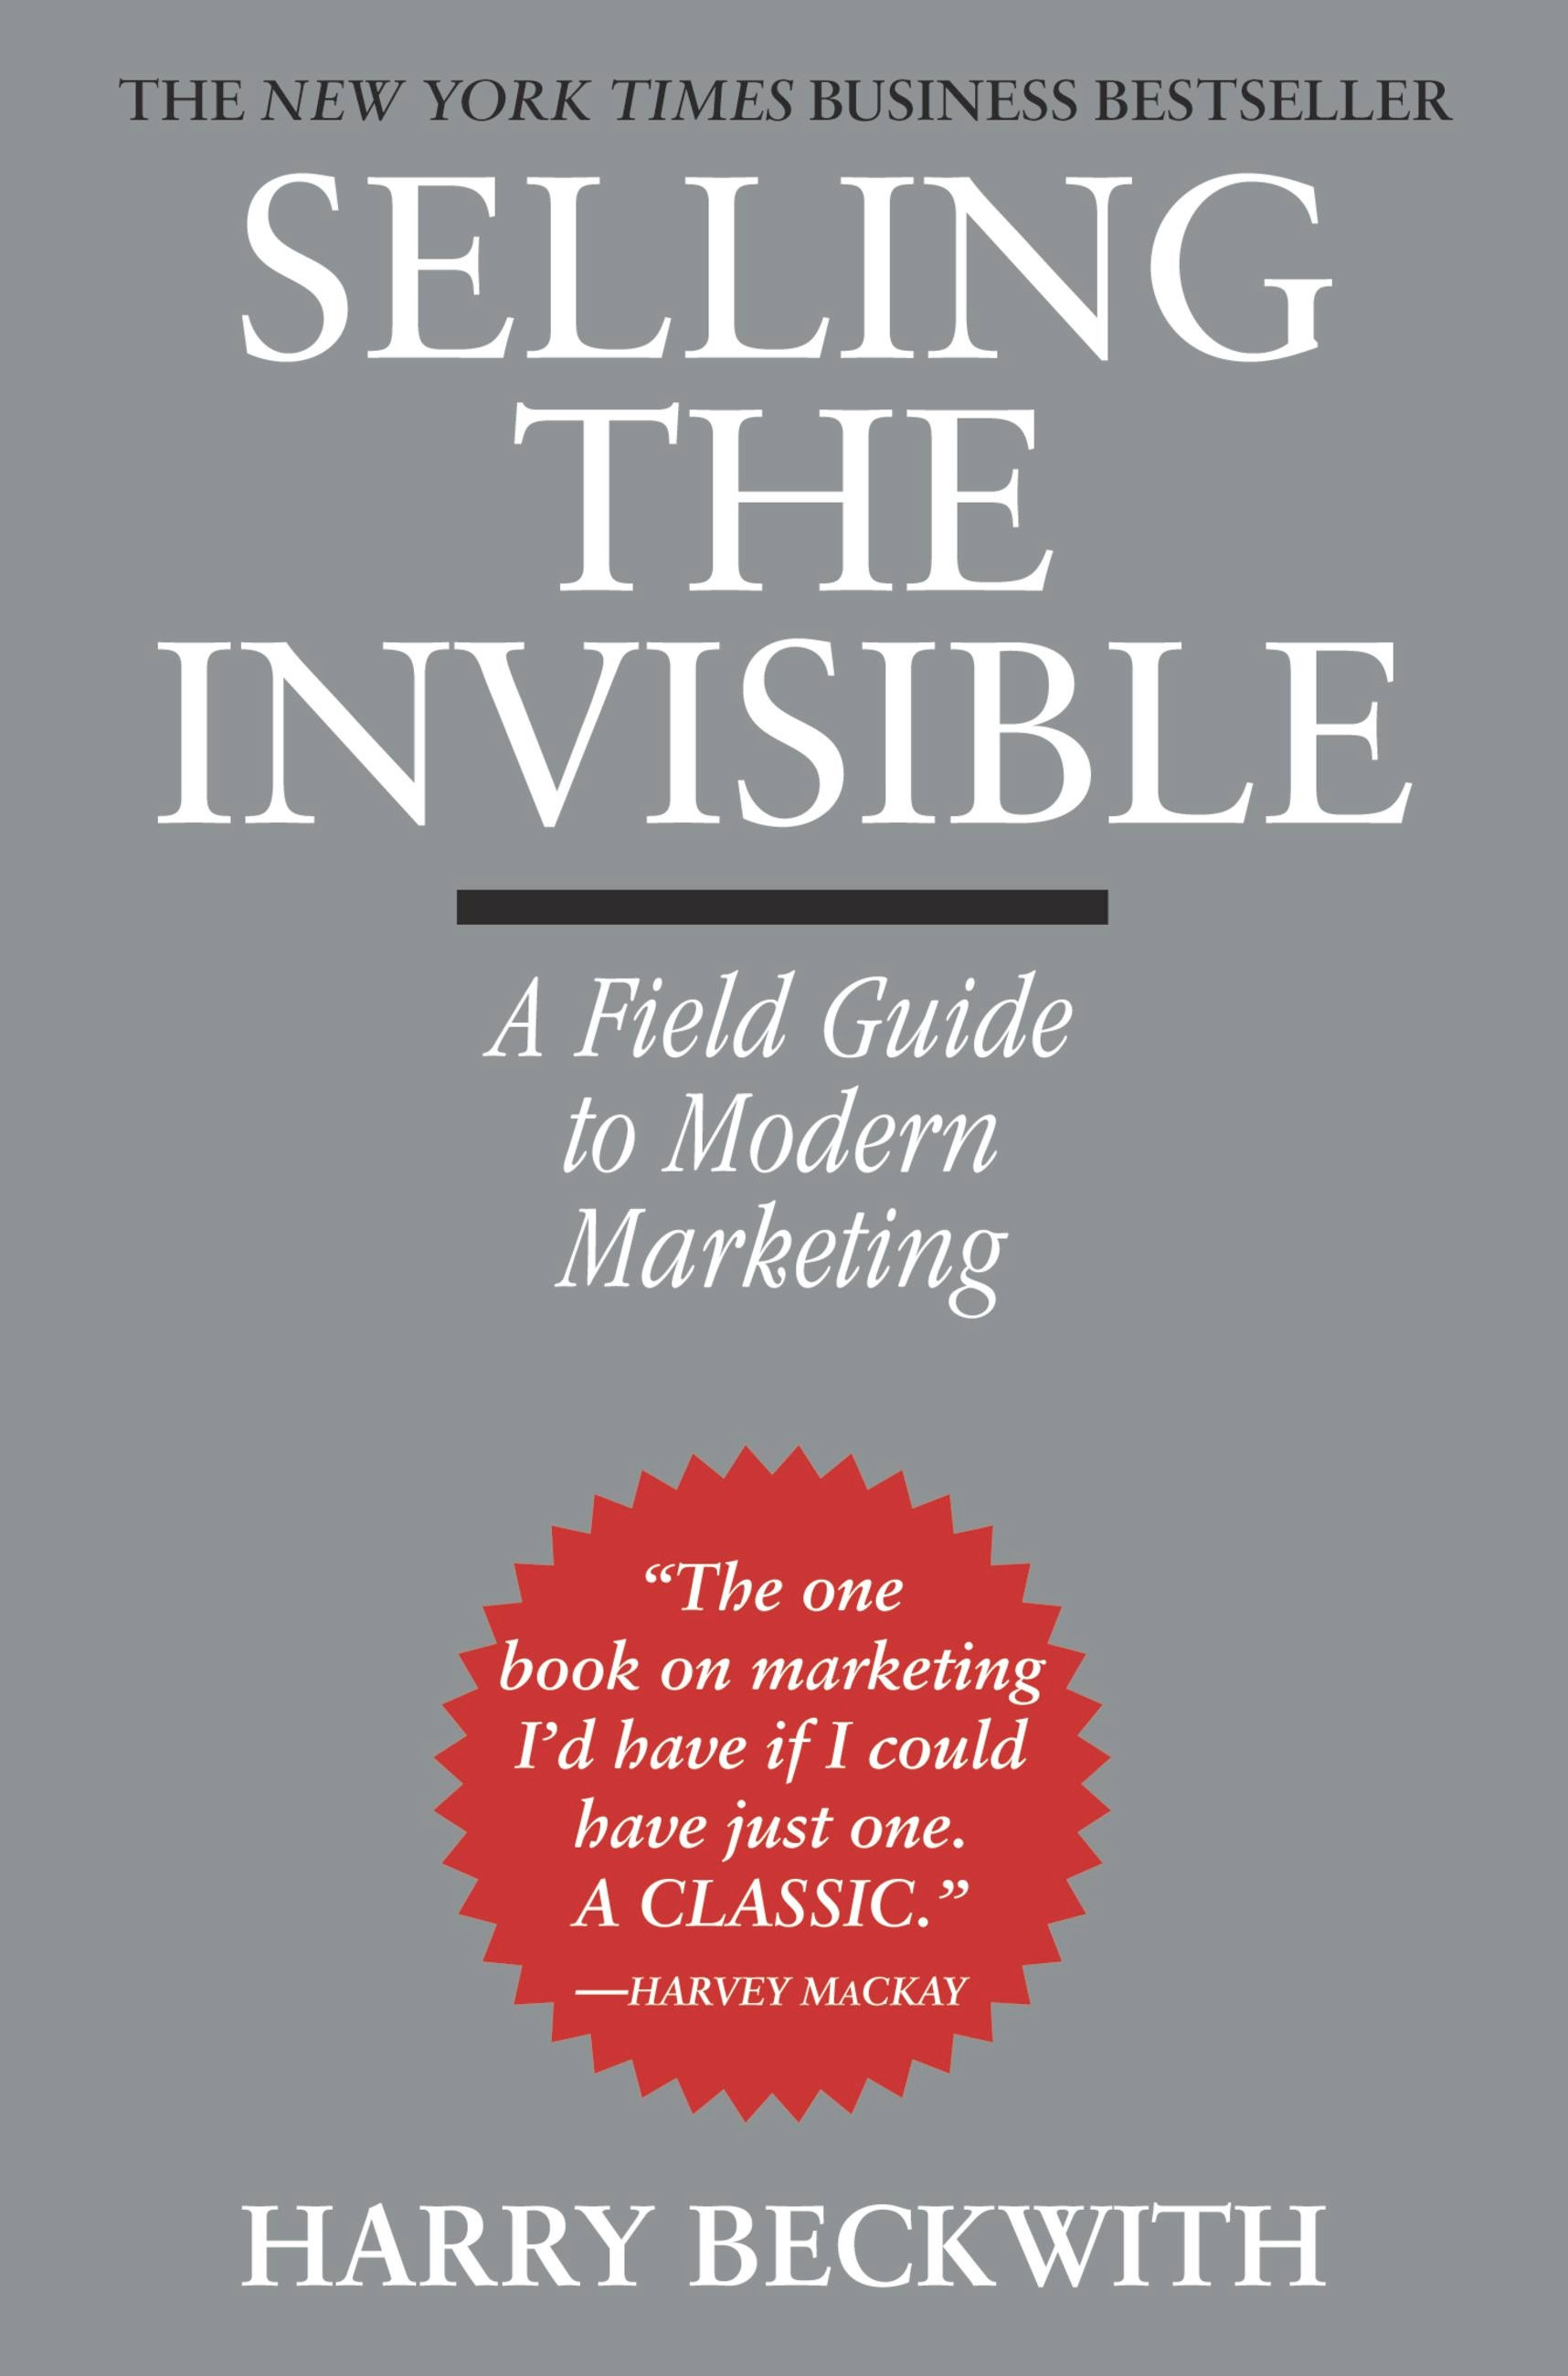 THE NEW YORK TIMES BUSINESS BESTSELLER
SELLING
THE
INVISIBLE
A Field Guide
to Modern
Marketing
“The one
book on marketing
I’d have if I could
have just one.
A CLASSIC.”
—HARVEY MACKAY
HARRY BECKWITH